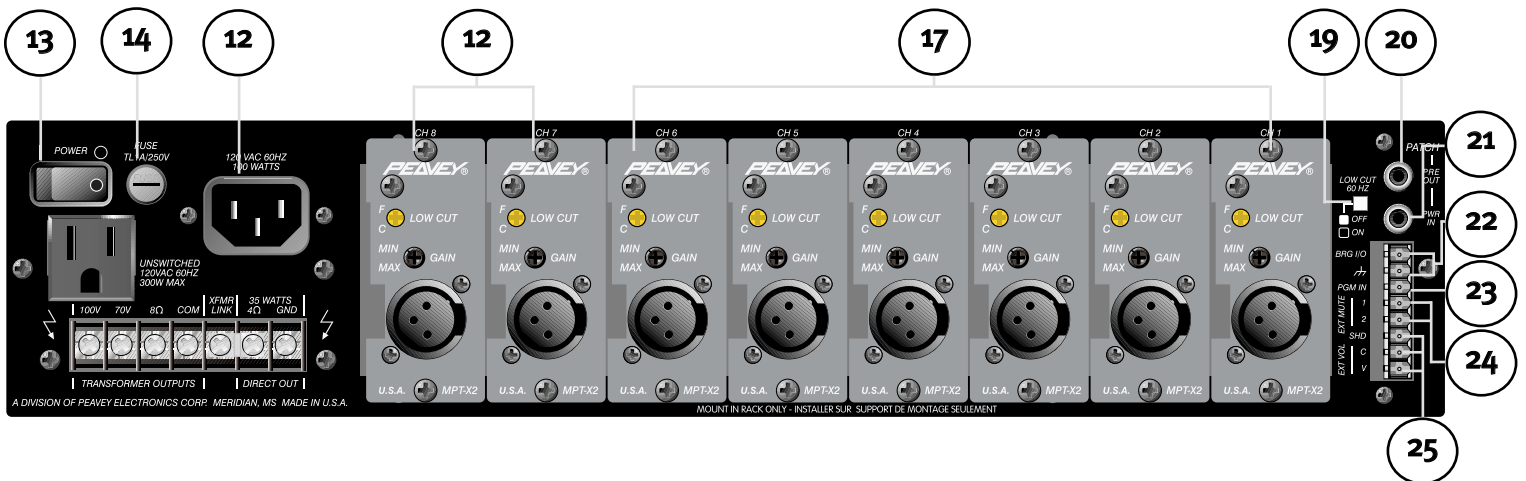 13 14 12 12 17 19 20
21
22
23
24
25
POWER
FUSE
TL1A/250V
120 VAC 60HZ
100 WATTS
UNSWITCHED
120VAC 60HZ
300W MAX
100V 70V 8Ω COM XFMR LINK 35 WATTS 4Ω GND
TRANSFORMER OUTPUTS DIRECT OUT
A DIVISION OF PEAVEY ELECTRONICS CORP. MERIDIAN, MS MADE IN U.S.A.
CH 8 CH 7 CH 6 CH 5 CH 4 CH 3 CH 2 CH 1
PEAVEY® PEAVEY® PEAVEY® PEAVEY® PEAVEY® PEAVEY® PEAVEY® PEAVEY®
F F F F F F F F
LOW CUT LOW CUT LOW CUT LOW CUT LOW CUT LOW CUT LOW CUT LOW CUT
C C C C C C C C
MIN MIN MIN MIN MIN MIN MIN MIN
GAIN GAIN GAIN GAIN GAIN GAIN GAIN GAIN
MAX MAX MAX MAX MAX MAX MAX MAX
U.S.A. MPT-X2 U.S.A. MPT-X2 U.S.A. MPT-X2 U.S.A. MPT-X2 U.S.A. MPT-X2 U.S.A. MPT-X2 U.S.A. MPT-X2 U.S.A. MPT-X2
MOUNT IN RACK ONLY - INSTALLER SUR SUPPORT DE MONTAGE SEULEMENT
PATCH
PRE
OUT
PWR
IN
LOW CUT
60 HZ
OFF
ON
BRG I/O
PGM IN
EXT MUTE
1
2
SHD
EXT VOL
C
V